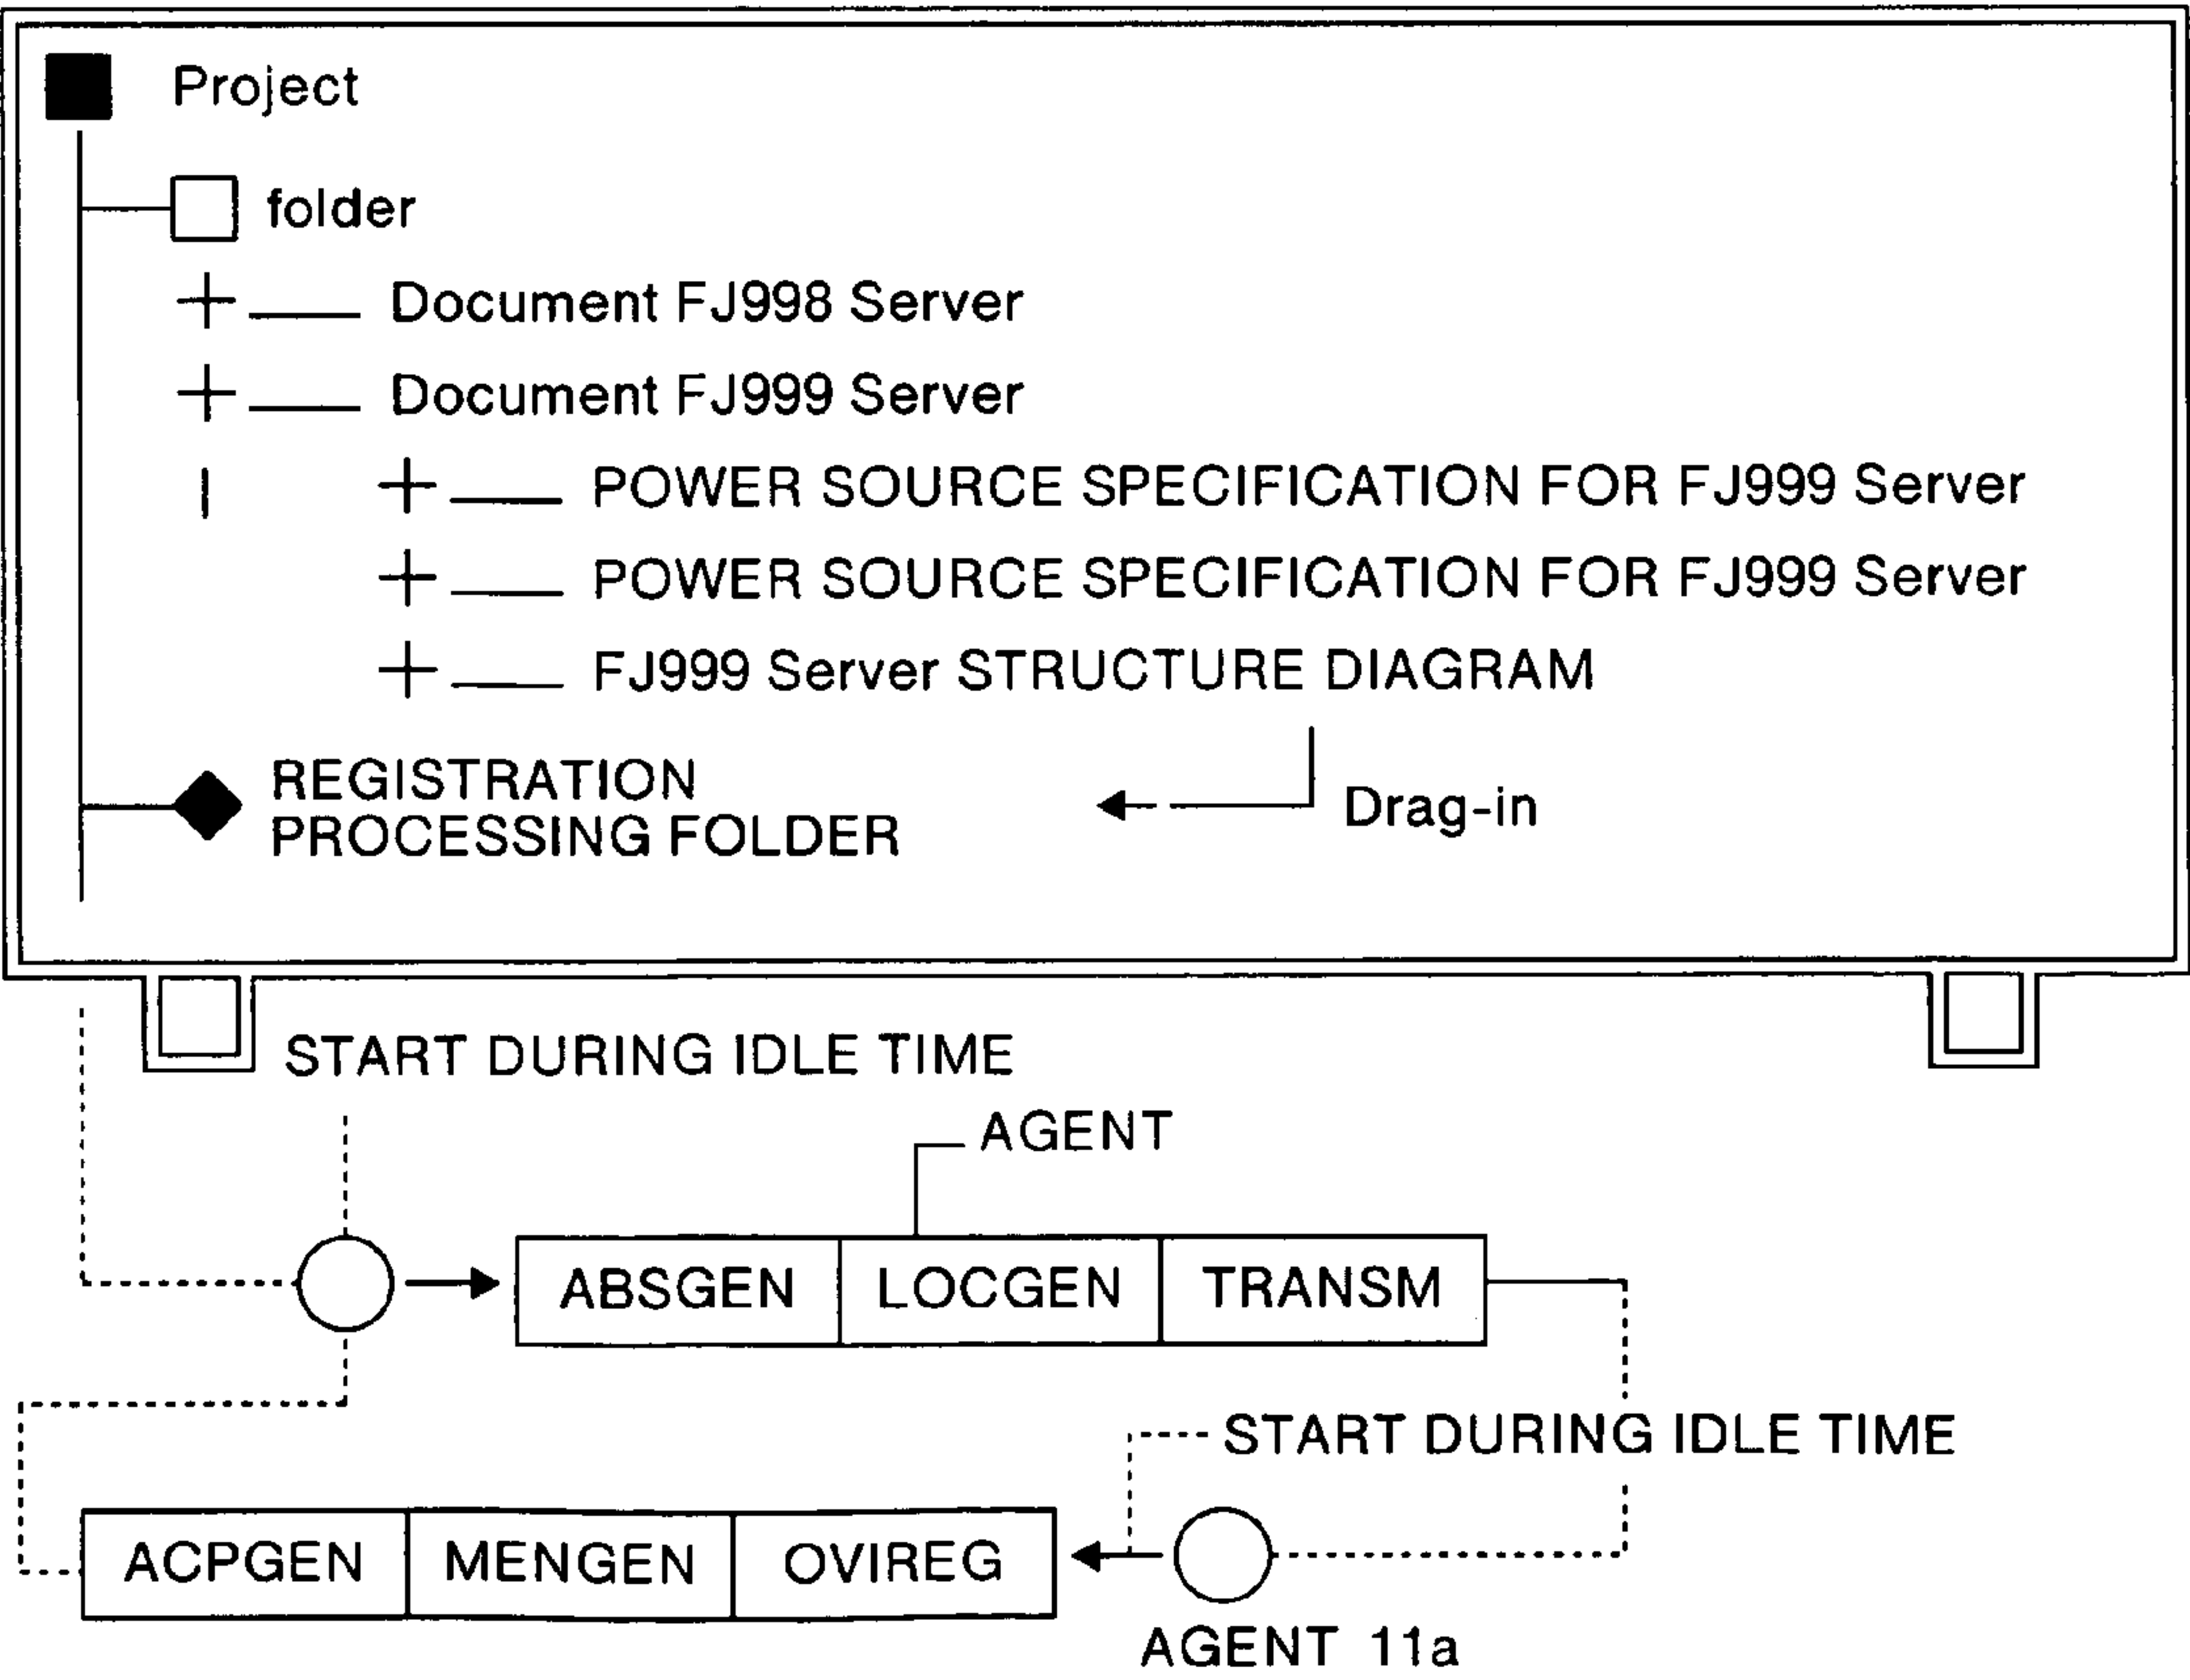 Project
folder
Document FJ998 Server
Document FJ999 Server
POWER SOURCE SPECIFICATION FOR FJ999 Server
POWER SOURCE SPECIFICATION FOR FJ999 Server
FJ999 Server STRUCTURE DIAGRAM
REGISTRATION
PROCESSING FOLDER
Drag-in
START DURING IDLE TIME
AGENT
ABSGEN LOCGEN TRANSM
START DURING IDLE TIME
ACPGEN MENGEN OVIREG
AGENT 11a